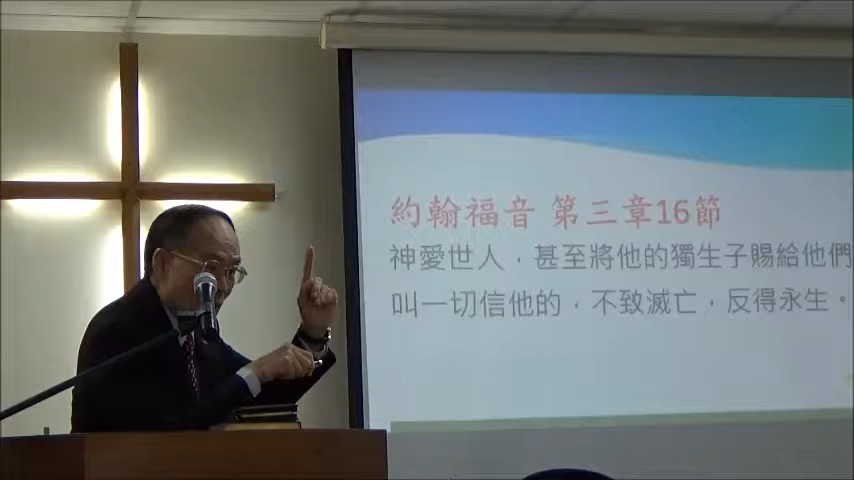 約翰福音 第三章16節
神愛世人，甚至將他的獨生子賜給他們
叫一切信他的，不致滅亡，反得永生。